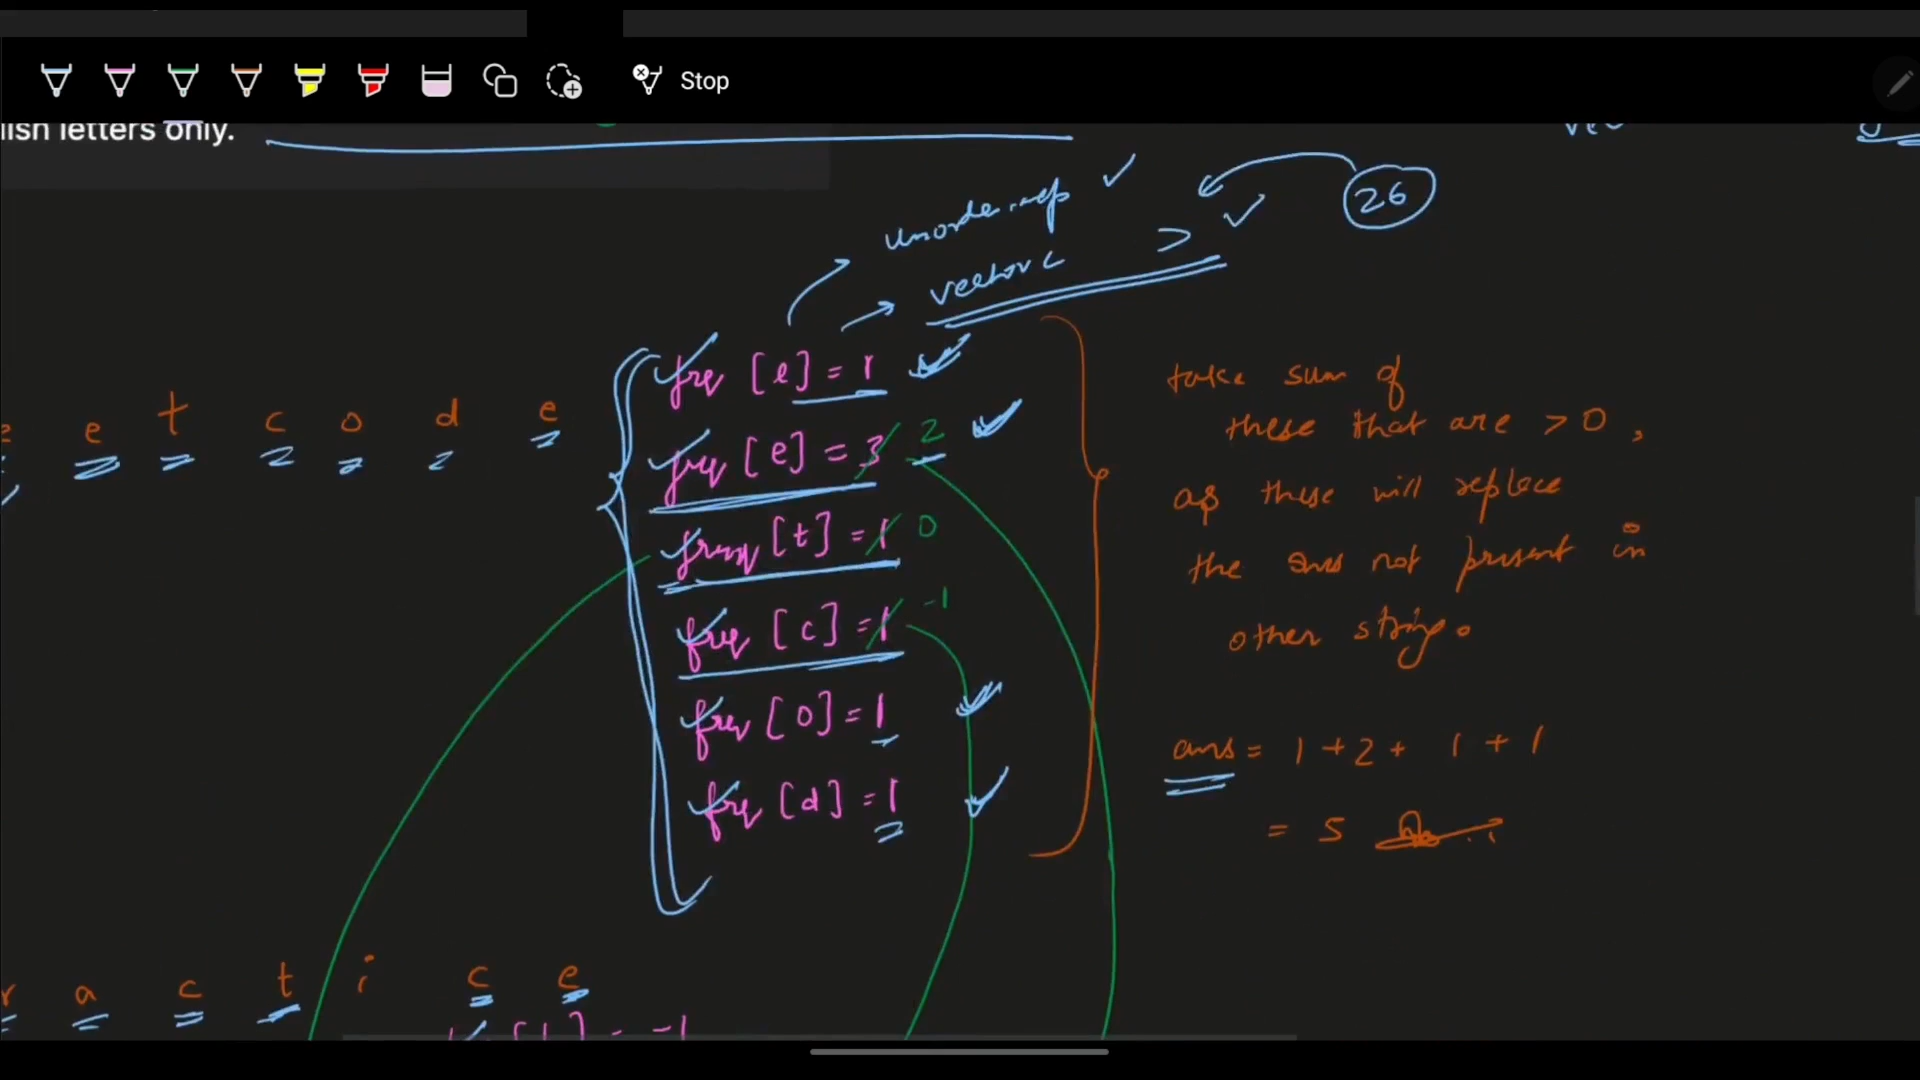 Stop
lish letters only.
26
vector <     >
freq [l] = 1
e t c o d e
freq [e] = 3 2
freq [t] = 1 0
freq [c] = 1 -1
freq [o] = 1
freq [d] = 1
take sum of
these that are > 0,
as these will replace
the ones not present in
other string.
ans = 1 + 2 + 1 + 1
= 5
r a c t i c e
= -1